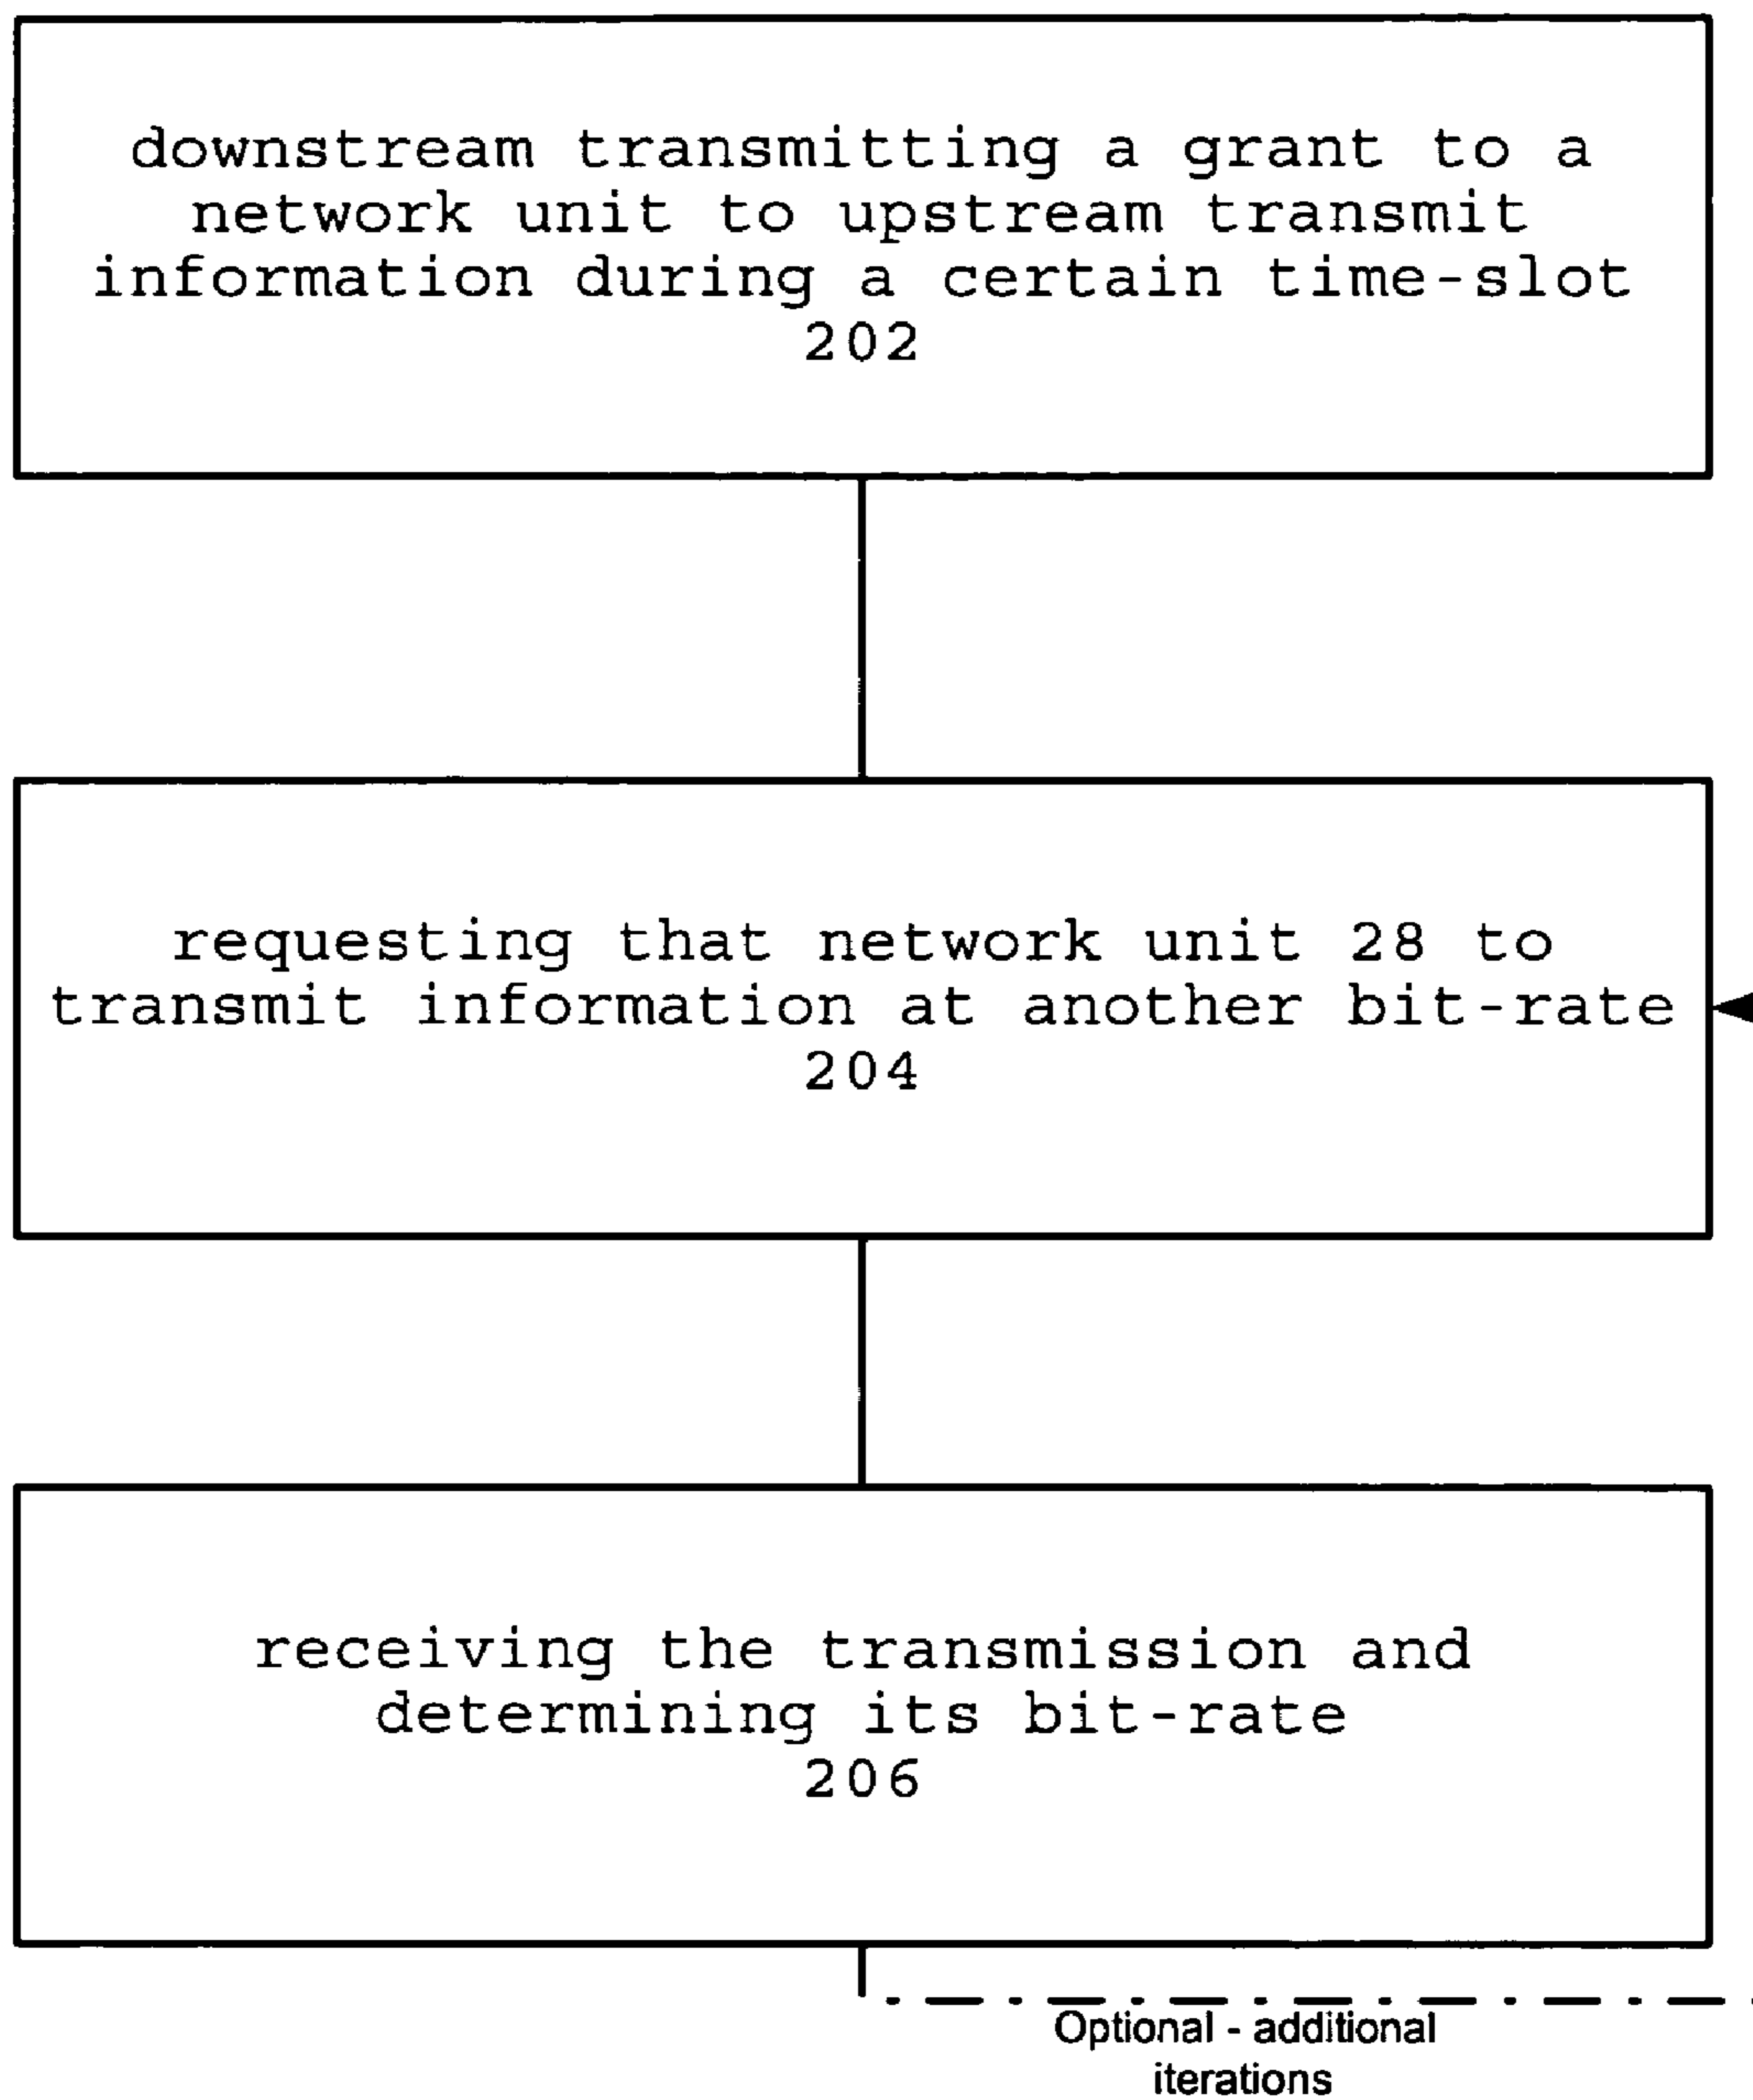 downstream transmitting a grant to a
network unit to upstream transmit
information during a certain time-slot
202
requesting that network unit 28 to
transmit information at another bit-rate
204
receiving the transmission and
determining its bit-rate
206
Optional - additional
iterations